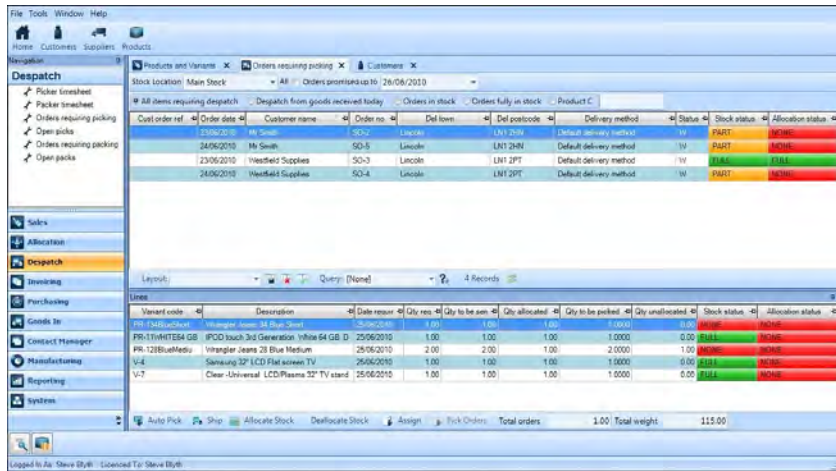 File Tools Window Help
Home Customers Suppliers Products
Navigation
Despatch
Picker timesheet
Packer timesheet
Orders requiring picking
Open picks
Orders requiring packing
Open packs
Sales
Allocation
Despatch
Invoicing
Purchasing
Goods In
Contact Manager
Manufacturing
Reporting
System
Products and Variants X Orders requiring picking X Customers X
Stock Location Main Stock All Orders promised up to 26/06/2010
All items requiring despatch Despatch from goods received today Orders in stock Orders fully in stock Product C
Cust order ref Order date Customer name Order no Del town Del postcode Delivery method Status Stock status Allocation status
23/06/2010 Mr Smith SO-2 Lincoln LN1 2HN Default delivery method W PART NONE
24/06/2010 Mr Smith SO-5 Lincoln LN1 2HN Default delivery method W PART NONE
23/06/2010 Westfield Supplies SO-3 Lincoln LN1 2PT Default delivery method W FULL FULL
24/06/2010 Westfield Supplies SO-4 Lincoln LN1 2PT Default delivery method W PART NONE
Layout: Query: [None] 4 Records
Lines
Variant code Description Date requir Qty req Qty to be sen Qty allocated Qty to be picked Qty unallocated Stock status Allocation status
PR-134BlueShort Wrangler Jeans 34 Blue Short 25/06/2010 1.00 1.00 1.00 1.0000 0.00 NONE NONE
PR-11WHITE64 GB IPOD touch 3rd Generation White 64 GB D 25/06/2010 1.00 1.00 1.00 1.0000 0.00 FULL NONE
PR-128BlueMediu Wrangler Jeans 28 Blue Medium 25/06/2010 2.00 2.00 1.00 2.0000 1.00 NONE
V-4 Samsung 32" LCD Flat screen TV 25/06/2010 1.00 1.00 1.00 1.0000 0.00 FULL NONE
V-7 Clear -Universal LCD/Plasma 32" TV stand 25/06/2010 1.00 1.00 1.00 1.0000 0.00 FULL NONE
Auto Pick Ship Allocate Stock Deallocate Stock Assign Pick Orders Total orders 1.00 Total weight 115.00
Logged In As: Steve Blyth Licenced To: Steve Blyth